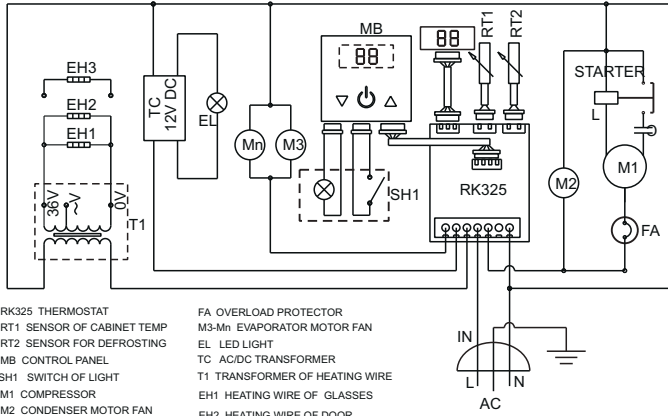 MB
RT1
RT2
EH3
EH2
EH1
36V
V
~
0V
T1
TC
12V DC
EL
Mn
M3
88
88
SH1
RK325
STARTER
L
M2
M1
FA
IN
L
N
AC
RK325 THERMOSTAT
RT1 SENSOR OF CABINET TEMP
RT2 SENSOR FOR DEFROSTING
MB CONTROL PANEL
SH1 SWITCH OF LIGHT
M1 COMPRESSOR
M2 CONDENSER MOTOR FAN
FA OVERLOAD PROTECTOR
M3-Mn EVAPORATOR MOTOR FAN
EL LED LIGHT
TC AC/DC TRANSFORMER
T1 TRANSFORMER OF HEATING WIRE
EH1 HEATING WIRE OF GLASSES
EH2 HEATING WIRE OF DOOR